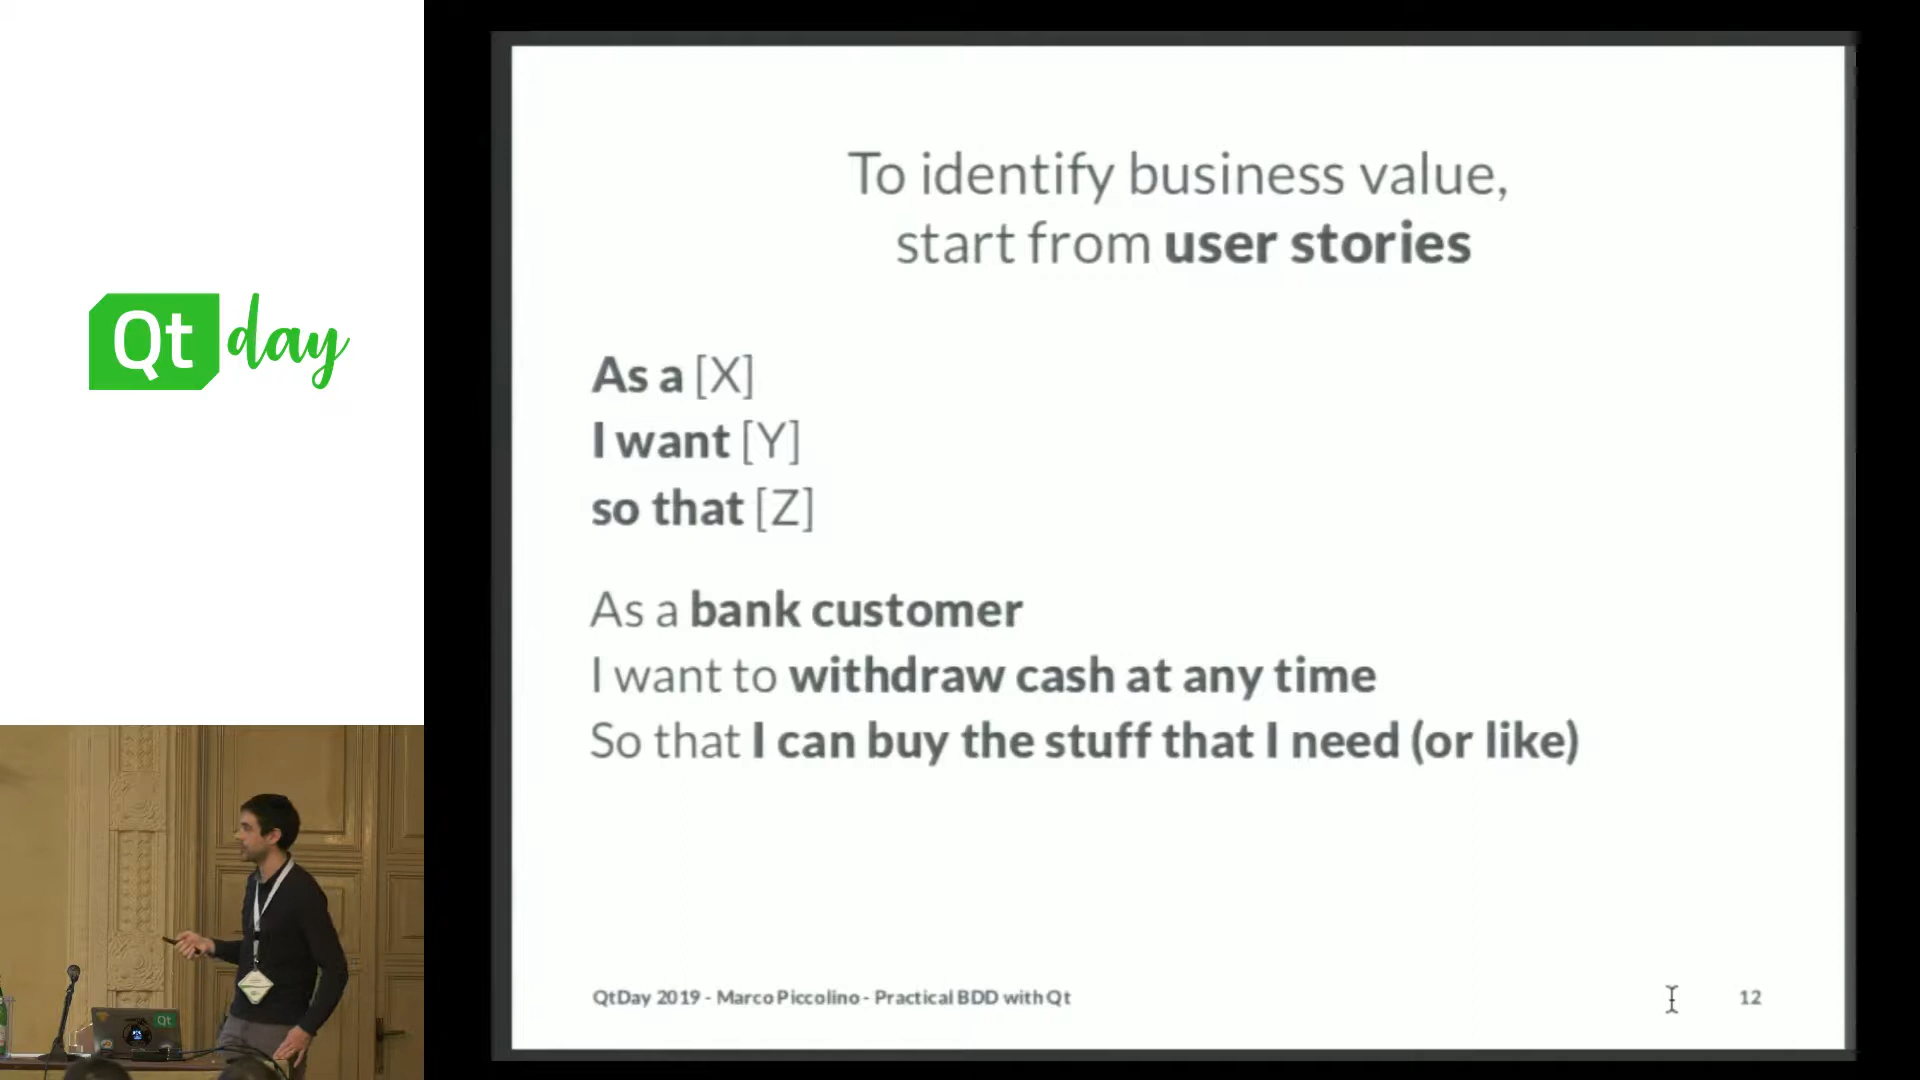 Qt day
To identify business value,
start from user stories
As a [X]
I want [Y]
so that [Z]
As a bank customer
I want to withdraw cash at any time
So that I can buy the stuff that I need (or like)
QtDay 2019 - Marco Piccolino - Practical BDD with Qt
12
Qt